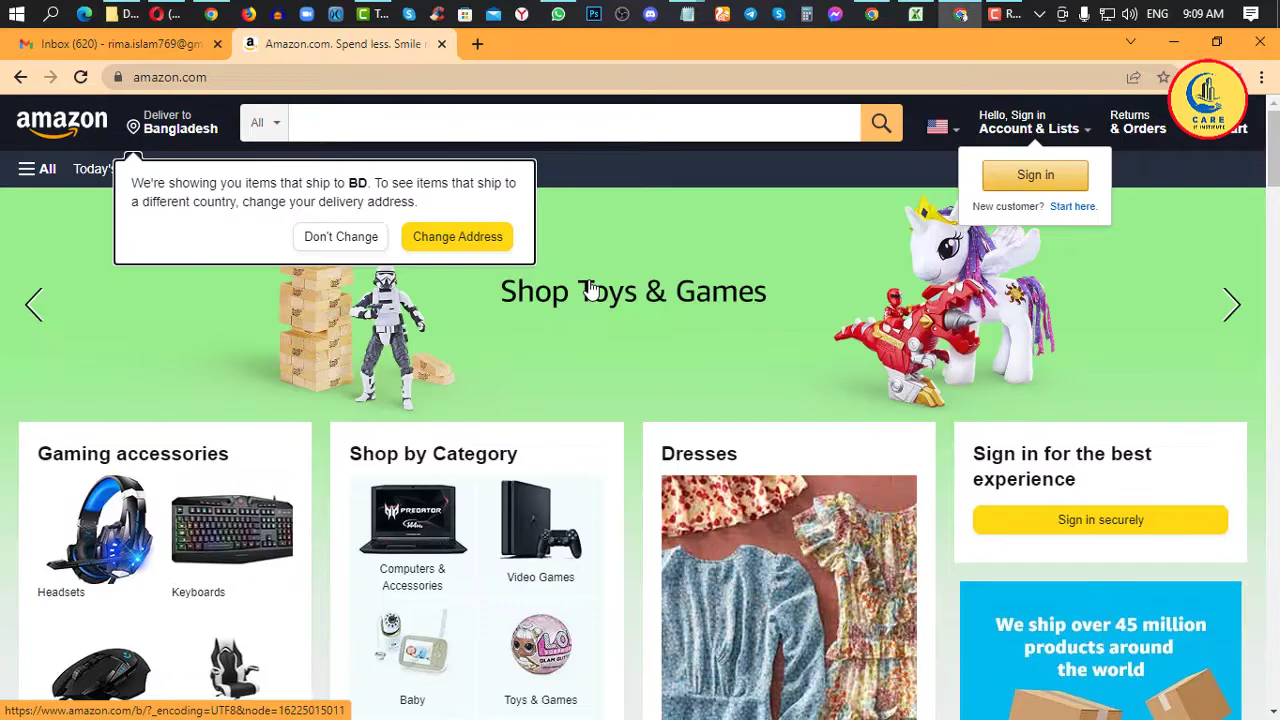 D...
(...
T...
R...
ENG
9:09 AM
Inbox (620) - rima.islam769@gm
Amazon.com. Spend less. Smile
amazon.com
CARE
IT INSTITUTE
amazon
Deliver to
Bangladesh
All
Hello, Sign in
Account & Lists
Returns
& Orders
All
Today's
We're showing you items that ship to BD. To see items that ship to
a different country, change your delivery address.
Don't Change
Change Address
Sign in
New customer? Start here.
Shop Toys & Games
Gaming accessories
Headsets
Keyboards
Shop by Category
PREDATOR
Computers &
Accessories
Video Games
Baby
Toys & Games
Dresses
Sign in for the best
experience
Sign in securely
We ship over 45 million
products around
the world
https://www.amazon.com/b/?_encoding=UTF8&node=16225015011